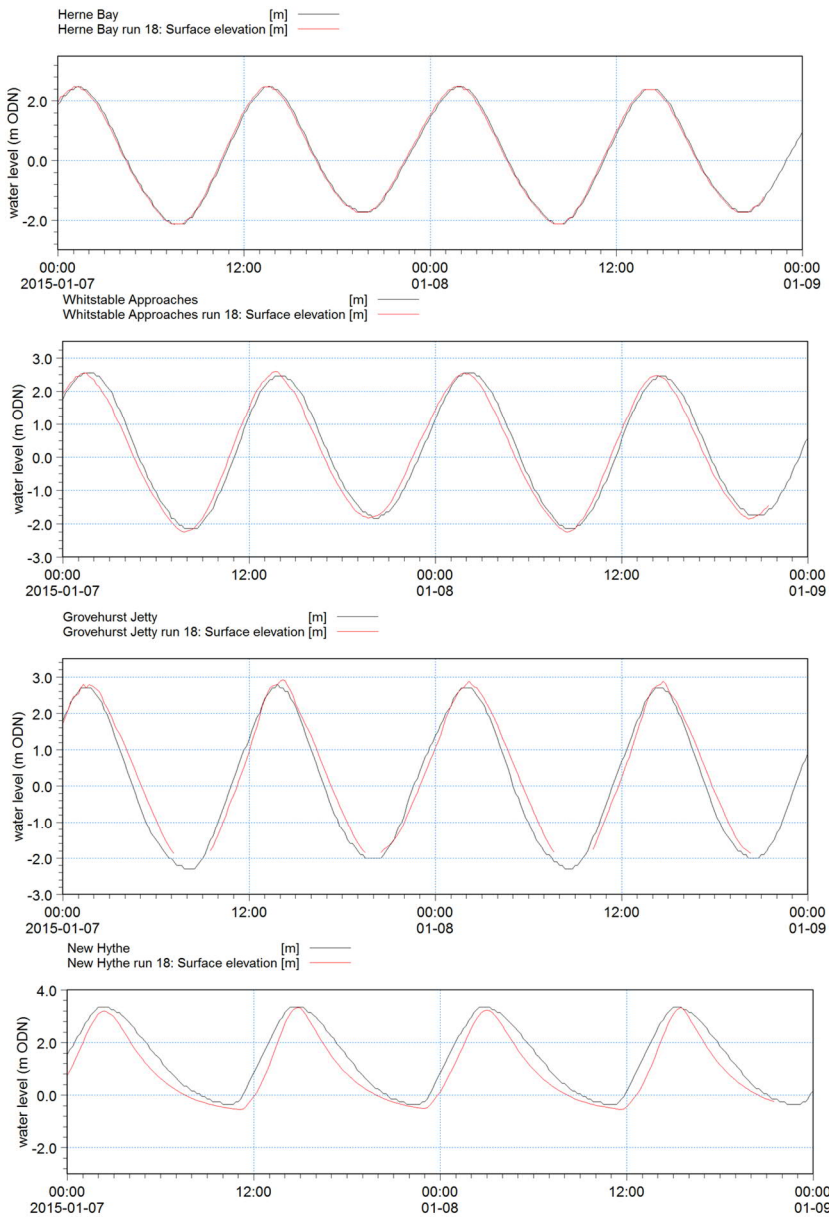 Herne Bay [m]
Herne Bay run 18: Surface elevation [m]
water level (m ODN)
2.0
0.0
-2.0
00:00 12:00 00:00 12:00 00:00
2015-01-07 01-08 01-09
Whitstable Approaches [m]
Whitstable Approaches run 18: Surface elevation [m]
water level (m ODN)
3.0
2.0
1.0
0.0
-1.0
-2.0
-3.0
00:00 12:00 00:00 12:00 00:00
2015-01-07 01-08 01-09
Grovehurst Jetty [m]
Grovehurst Jetty run 18: Surface elevation [m]
water level (m ODN)
3.0
2.0
1.0
0.0
-1.0
-2.0
-3.0
00:00 12:00 00:00 12:00 00:00
2015-01-07 01-08 01-09
New Hythe [m]
New Hythe run 18: Surface elevation [m]
water level (m ODN)
4.0
2.0
0.0
-2.0
00:00 12:00 00:00 12:00 00:00
2015-01-07 01-08 01-09